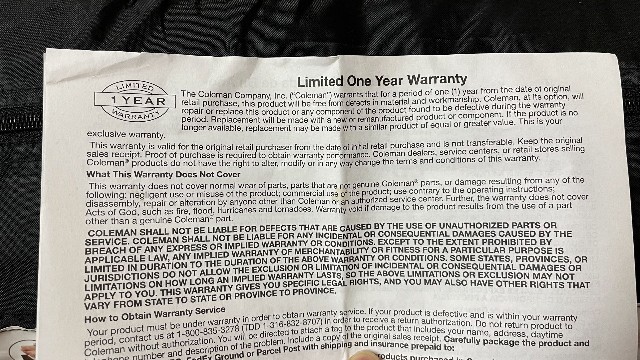 Limited One Year Warranty
LIMITED
1 YEAR
WARRANTY
The Coleman Company, Inc. ("Coleman") warrants that for a period of one (1) year from the date of original
retail purchase, this product will be free from defects in material and workmanship. Coleman, at its option, will
repair or replace this product or any component of the product found to be defective during the warranty
period. Replacement will be made with a new or remanufactured product or component. If the product is no
longer available, replacement may be made with a similar product of equal or greater value. This is your
exclusive warranty.
This warranty is valid for the original retail purchaser from the date of initial retail purchase and is not transferable. Keep the original
sales receipt. Proof of purchase is required to obtain warranty performance. Coleman dealers, service centers, or retail stores selling
Coleman® products do not have the right to alter, modify or in any way change the terms and conditions of this warranty.
What This Warranty Does Not Cover
This warranty does not cover normal wear of parts, parts that are not genuine Coleman® parts, or damage resulting from any of the
following: negligent use or misuse of the product; commercial use of the product; use contrary to the operating instructions;
disassembly, repair or alteration by anyone other than Coleman or an authorized service center. Further, the warranty does not cover
Acts of God, such as fire, flood, hurricanes and tornadoes. Warranty void if damage to the product results from the use of a part
other than a genuine Coleman® part.
COLEMAN SHALL NOT BE LIABLE FOR DEFECTS THAT ARE CAUSED BY THE USE OF UNAUTHORIZED PARTS OR
SERVICE. COLEMAN SHALL NOT BE LIABLE FOR ANY INCIDENTAL OR CONSEQUENTIAL DAMAGES CAUSED BY THE
BREACH OF ANY EXPRESS OR IMPLIED WARRANTY OR CONDITIONS. EXCEPT TO THE EXTENT PROHIBITED BY
APPLICABLE LAW, ANY IMPLIED WARRANTY OF MERCHANTABILITY OR FITNESS FOR A PARTICULAR PURPOSE IS
LIMITED IN DURATION TO THE DURATION OF THE ABOVE WARRANTY OR CONDITIONS. SOME STATES, PROVINCES, OR
JURISDICTIONS DO NOT ALLOW THE EXCLUSION OR LIMITATION OF INCIDENTAL OR CONSEQUENTIAL DAMAGES OR
LIMITATIONS ON HOW LONG AN IMPLIED WARRANTY LASTS, SO THE ABOVE LIMITATIONS OR EXCLUSION MAY NOT
APPLY TO YOU. THIS WARRANTY GIVES YOU SPECIFIC LEGAL RIGHTS, AND YOU MAY ALSO HAVE OTHER RIGHTS THAT
VARY FROM STATE TO STATE OR PROVINCE TO PROVINCE.
How to Obtain Warranty Service
Your product must be under warranty in order to obtain warranty service. If your product is defective and is within your warranty
period, contact us at 1-800-835-3278 (TDD 1-316-832-8707) in order to receive a return authorization. Do not return product to
Coleman without authorization. You will be directed to attach a tag to the product that includes your name, address, daytime
phone number and description of the problem. Include a copy of the original sales receipt. Carefully package the product and
Ground or Parcel Post with shipping and insurance prepaid to:
products purchased in